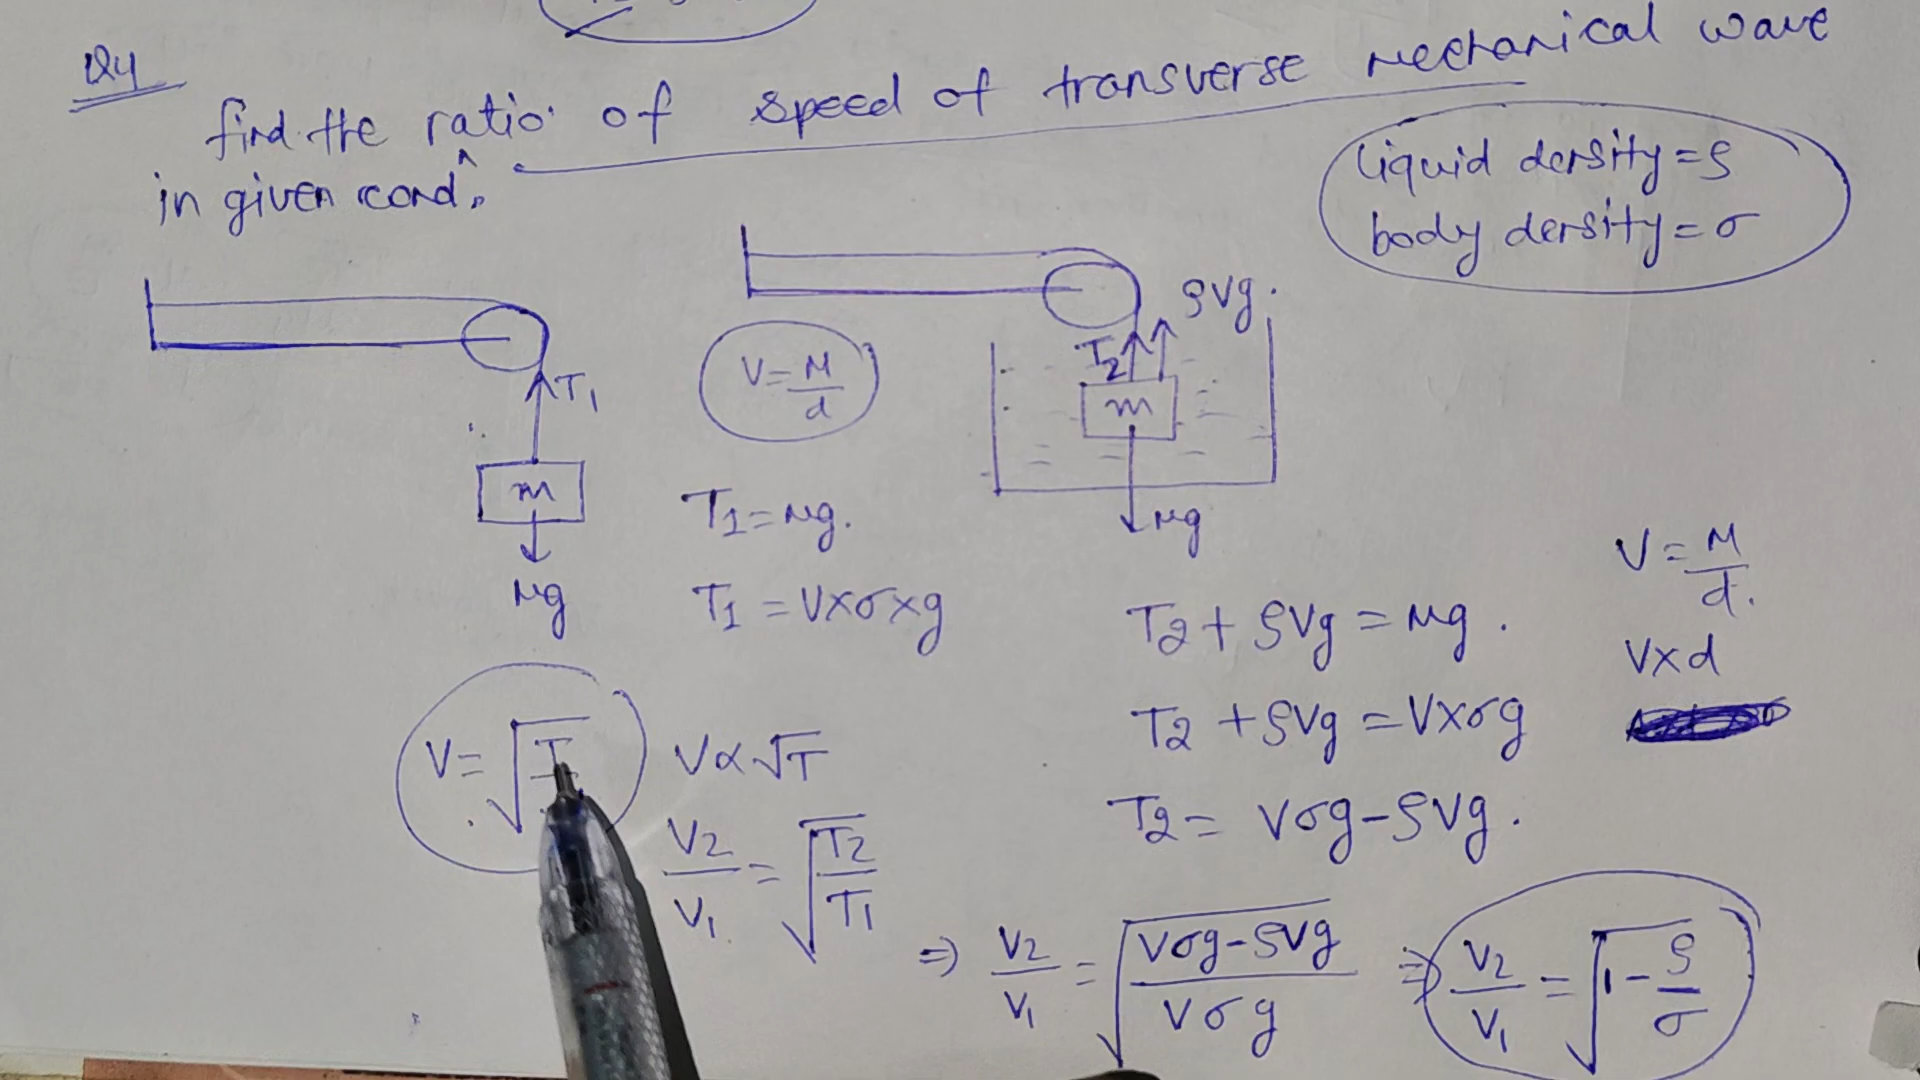 Q4
find the ratio of speed of transverse mechanical wave
in given condn.
liquid density = ρ
body density = σ
T1
m
Mg
V = M/d
T2
ρVg.
m
Mg
T1 = Mg.
T1 = V×σ×g
T2 + ρVg = Mg.
T2 + ρVg = V×σg
T2 = Vσg - ρVg.
V = M/d.
V×d
V = √T
V ∝ √T
V2/V1 = √T2/T1
⇒ V2/V1 = √Vσg - ρVg/Vσg
⇒ V2/V1 = √1 - ρ/σ